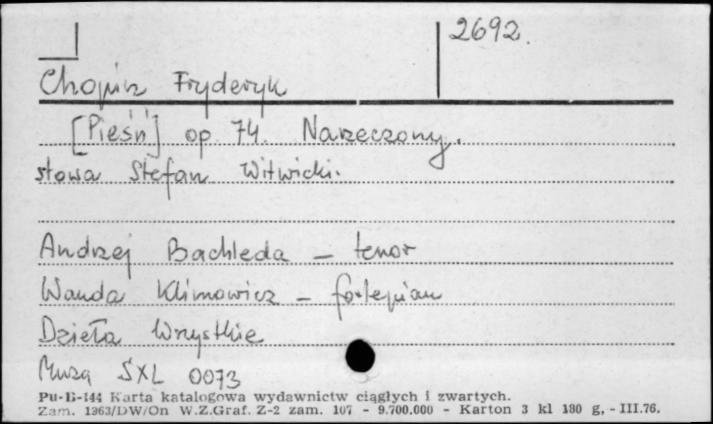 2692.
Chopin Fryderyk
[Pieśń] op. 74. Narzeczony.
słowa Stefan Witwicki.
Andrzej Bachleda – tenor
Wanda Klimowicz – fortepian
Dzieła Wszystkie
Muza SXL 0073
Pu-B-144 Karta katalogowa wydawnictw ciągłych i zwartych.
Zam. 1363/DW/On W.Z.Graf. Z-2 zam. 107 - 9.700.000 - Karton 3 kl 180 g, - III.76.